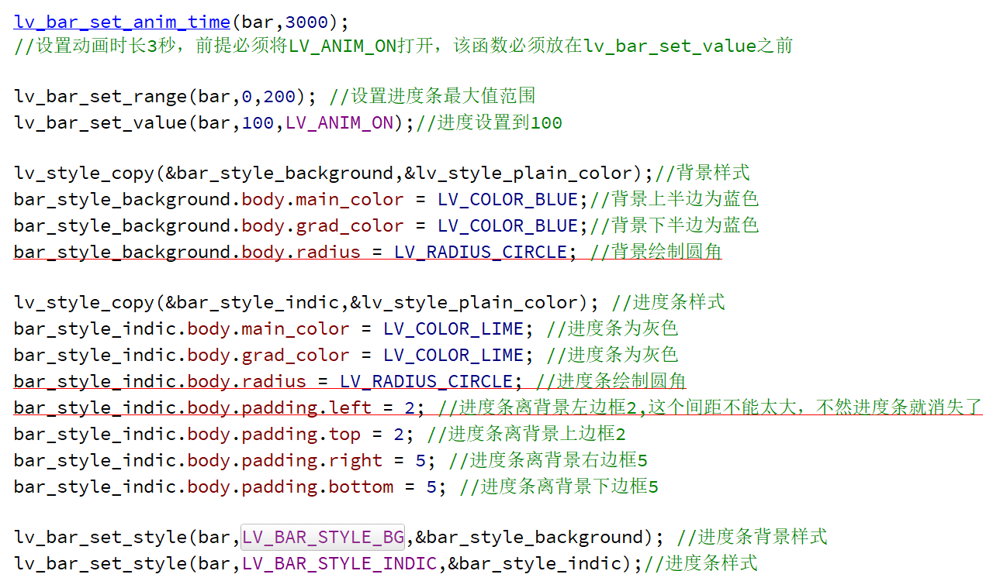 lv_bar_set_anim_time(bar,3000);
//设置动画时长3秒，前提必须将LV_ANIM_ON打开，该函数必须放在lv_bar_set_value之前
lv_bar_set_range(bar,0,200); //设置进度条最大值范围
lv_bar_set_value(bar,100,LV_ANIM_ON);//进度设置到100
lv_style_copy(&bar_style_background,&lv_style_plain_color);//背景样式
bar_style_background.body.main_color = LV_COLOR_BLUE;//背景上半边为蓝色
bar_style_background.body.grad_color = LV_COLOR_BLUE;//背景下半边为蓝色
bar_style_background.body.radius = LV_RADIUS_CIRCLE; //背景绘制圆角
lv_style_copy(&bar_style_indic,&lv_style_plain_color); //进度条样式
bar_style_indic.body.main_color = LV_COLOR_LIME; //进度条为灰色
bar_style_indic.body.grad_color = LV_COLOR_LIME; //进度条为灰色
bar_style_indic.body.radius = LV_RADIUS_CIRCLE; //进度条绘制圆角
bar_style_indic.body.padding.left = 2; //进度条离背景左边框2,这个间距不能太大，不然进度条就消失了
bar_style_indic.body.padding.top = 2; //进度条离背景上边框2
bar_style_indic.body.padding.right = 5; //进度条离背景右边框5
bar_style_indic.body.padding.bottom = 5; //进度条离背景下边框5
lv_bar_set_style(bar,LV_BAR_STYLE_BG,&bar_style_background); //进度条背景样式
lv_bar_set_style(bar,LV_BAR_STYLE_INDIC,&bar_style_indic);//进度条样式